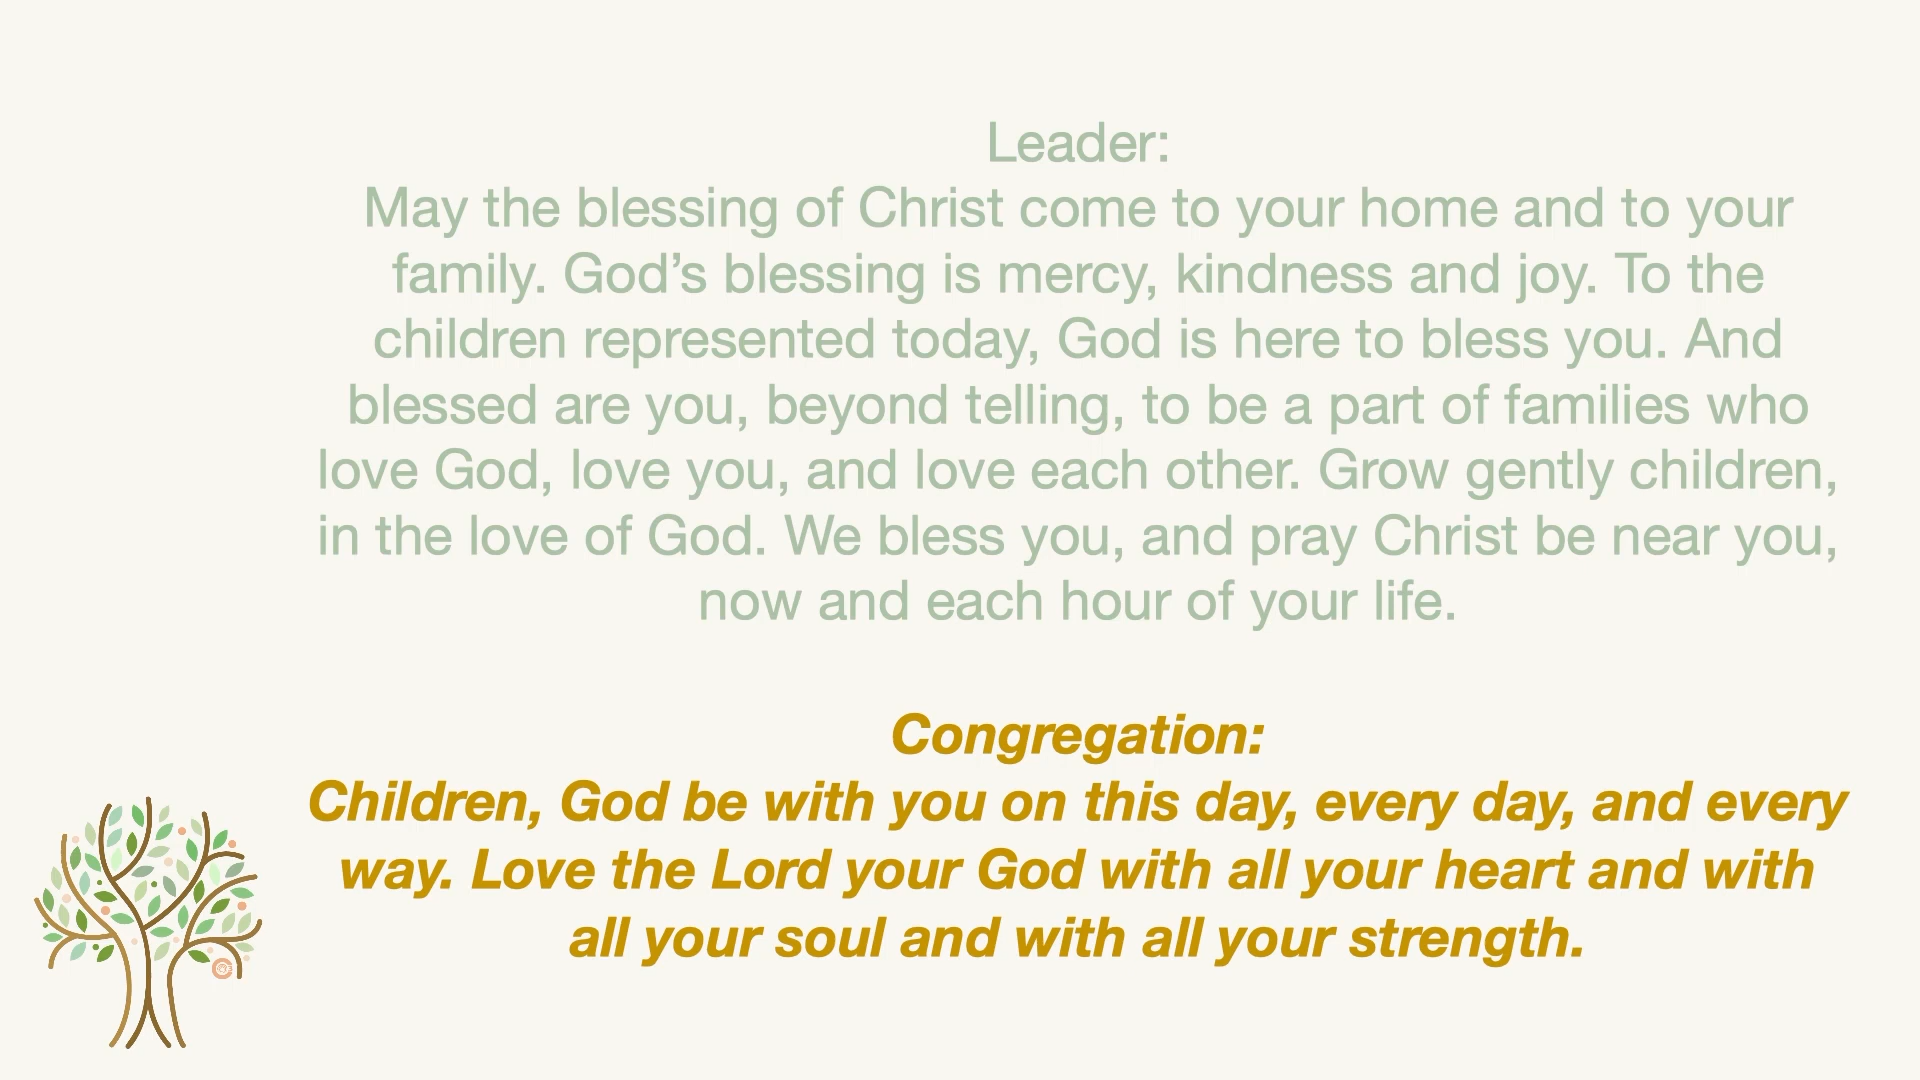 Leader:
May the blessing of Christ come to your home and to your
family. God’s blessing is mercy, kindness and joy. To the
children represented today, God is here to bless you. And
blessed are you, beyond telling, to be a part of families who
love God, love you, and love each other. Grow gently children,
in the love of God. We bless you, and pray Christ be near you,
now and each hour of your life.
Congregation:
Children, God be with you on this day, every day, and every
way. Love the Lord your God with all your heart and with
all your soul and with all your strength.